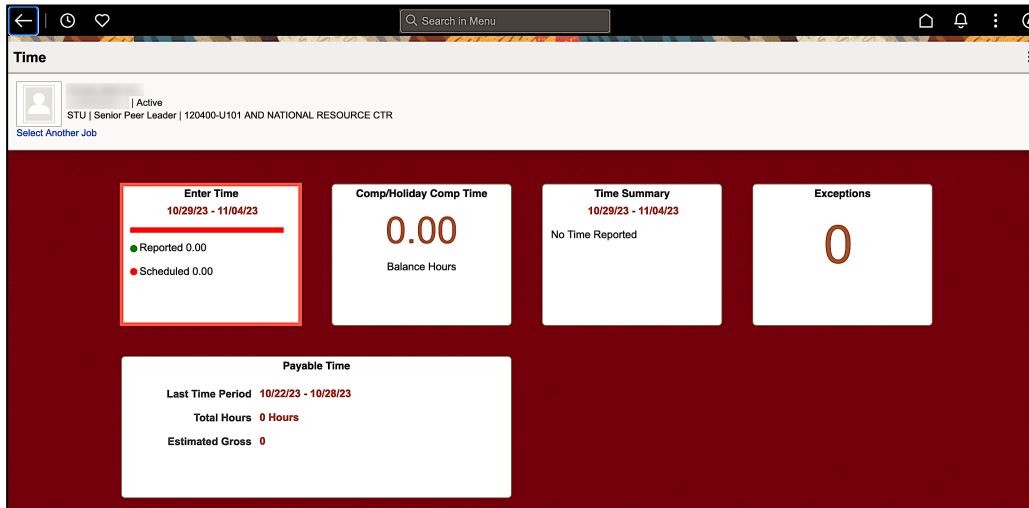 Search in Menu
Time
| Active
STU | Senior Peer Leader | 120400-U101 AND NATIONAL RESOURCE CTR
Select Another Job
Enter Time
10/29/23 - 11/04/23
Reported 0.00
Scheduled 0.00
Comp/Holiday Comp Time
0.00
Balance Hours
Time Summary
10/29/23 - 11/04/23
No Time Reported
Exceptions
0
Payable Time
Last Time Period 10/22/23 - 10/28/23
Total Hours 0 Hours
Estimated Gross 0